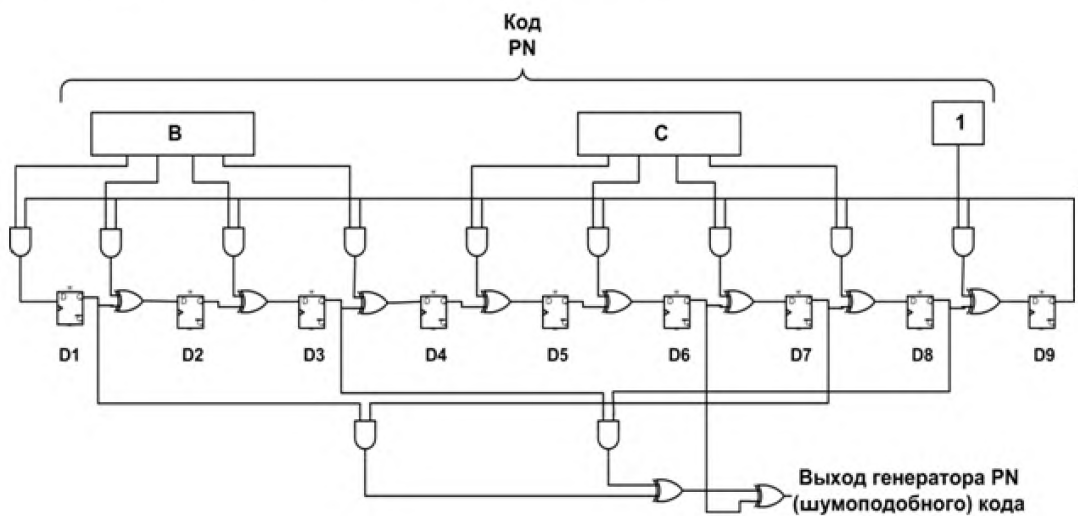 Код
PN
B
C
1
D1
D2
D3
D4
D5
D6
D7
D8
D9
Выход генератора PN
(шумоподобного) кода